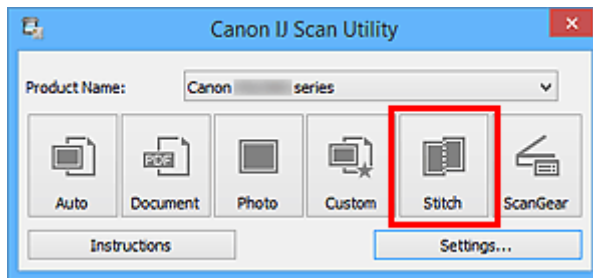 Canon IJ Scan Utility
Product Name: Canon series
PDF
Auto Document Photo Custom Stitch ScanGear
Instructions Settings...